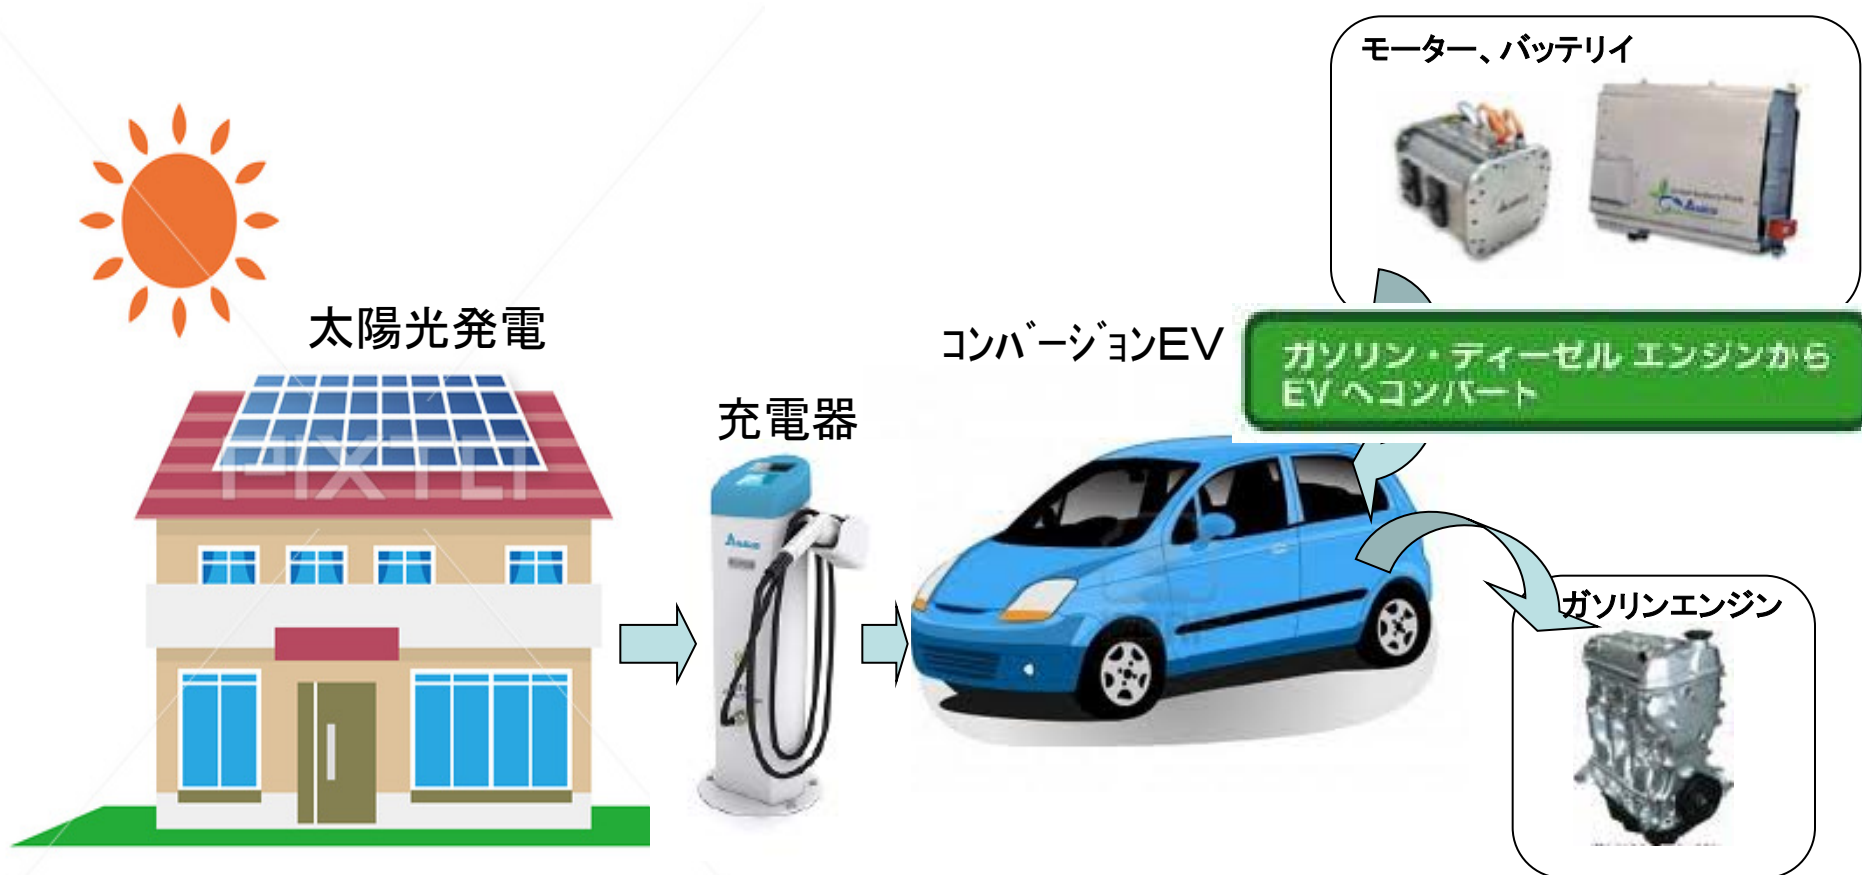 モーター、バッテリイ
太陽光発電
コンバージョンEV
ガソリン・ディーゼル エンジンから
EV へコンバート
充電器
PIXTA
ガソリンエンジン